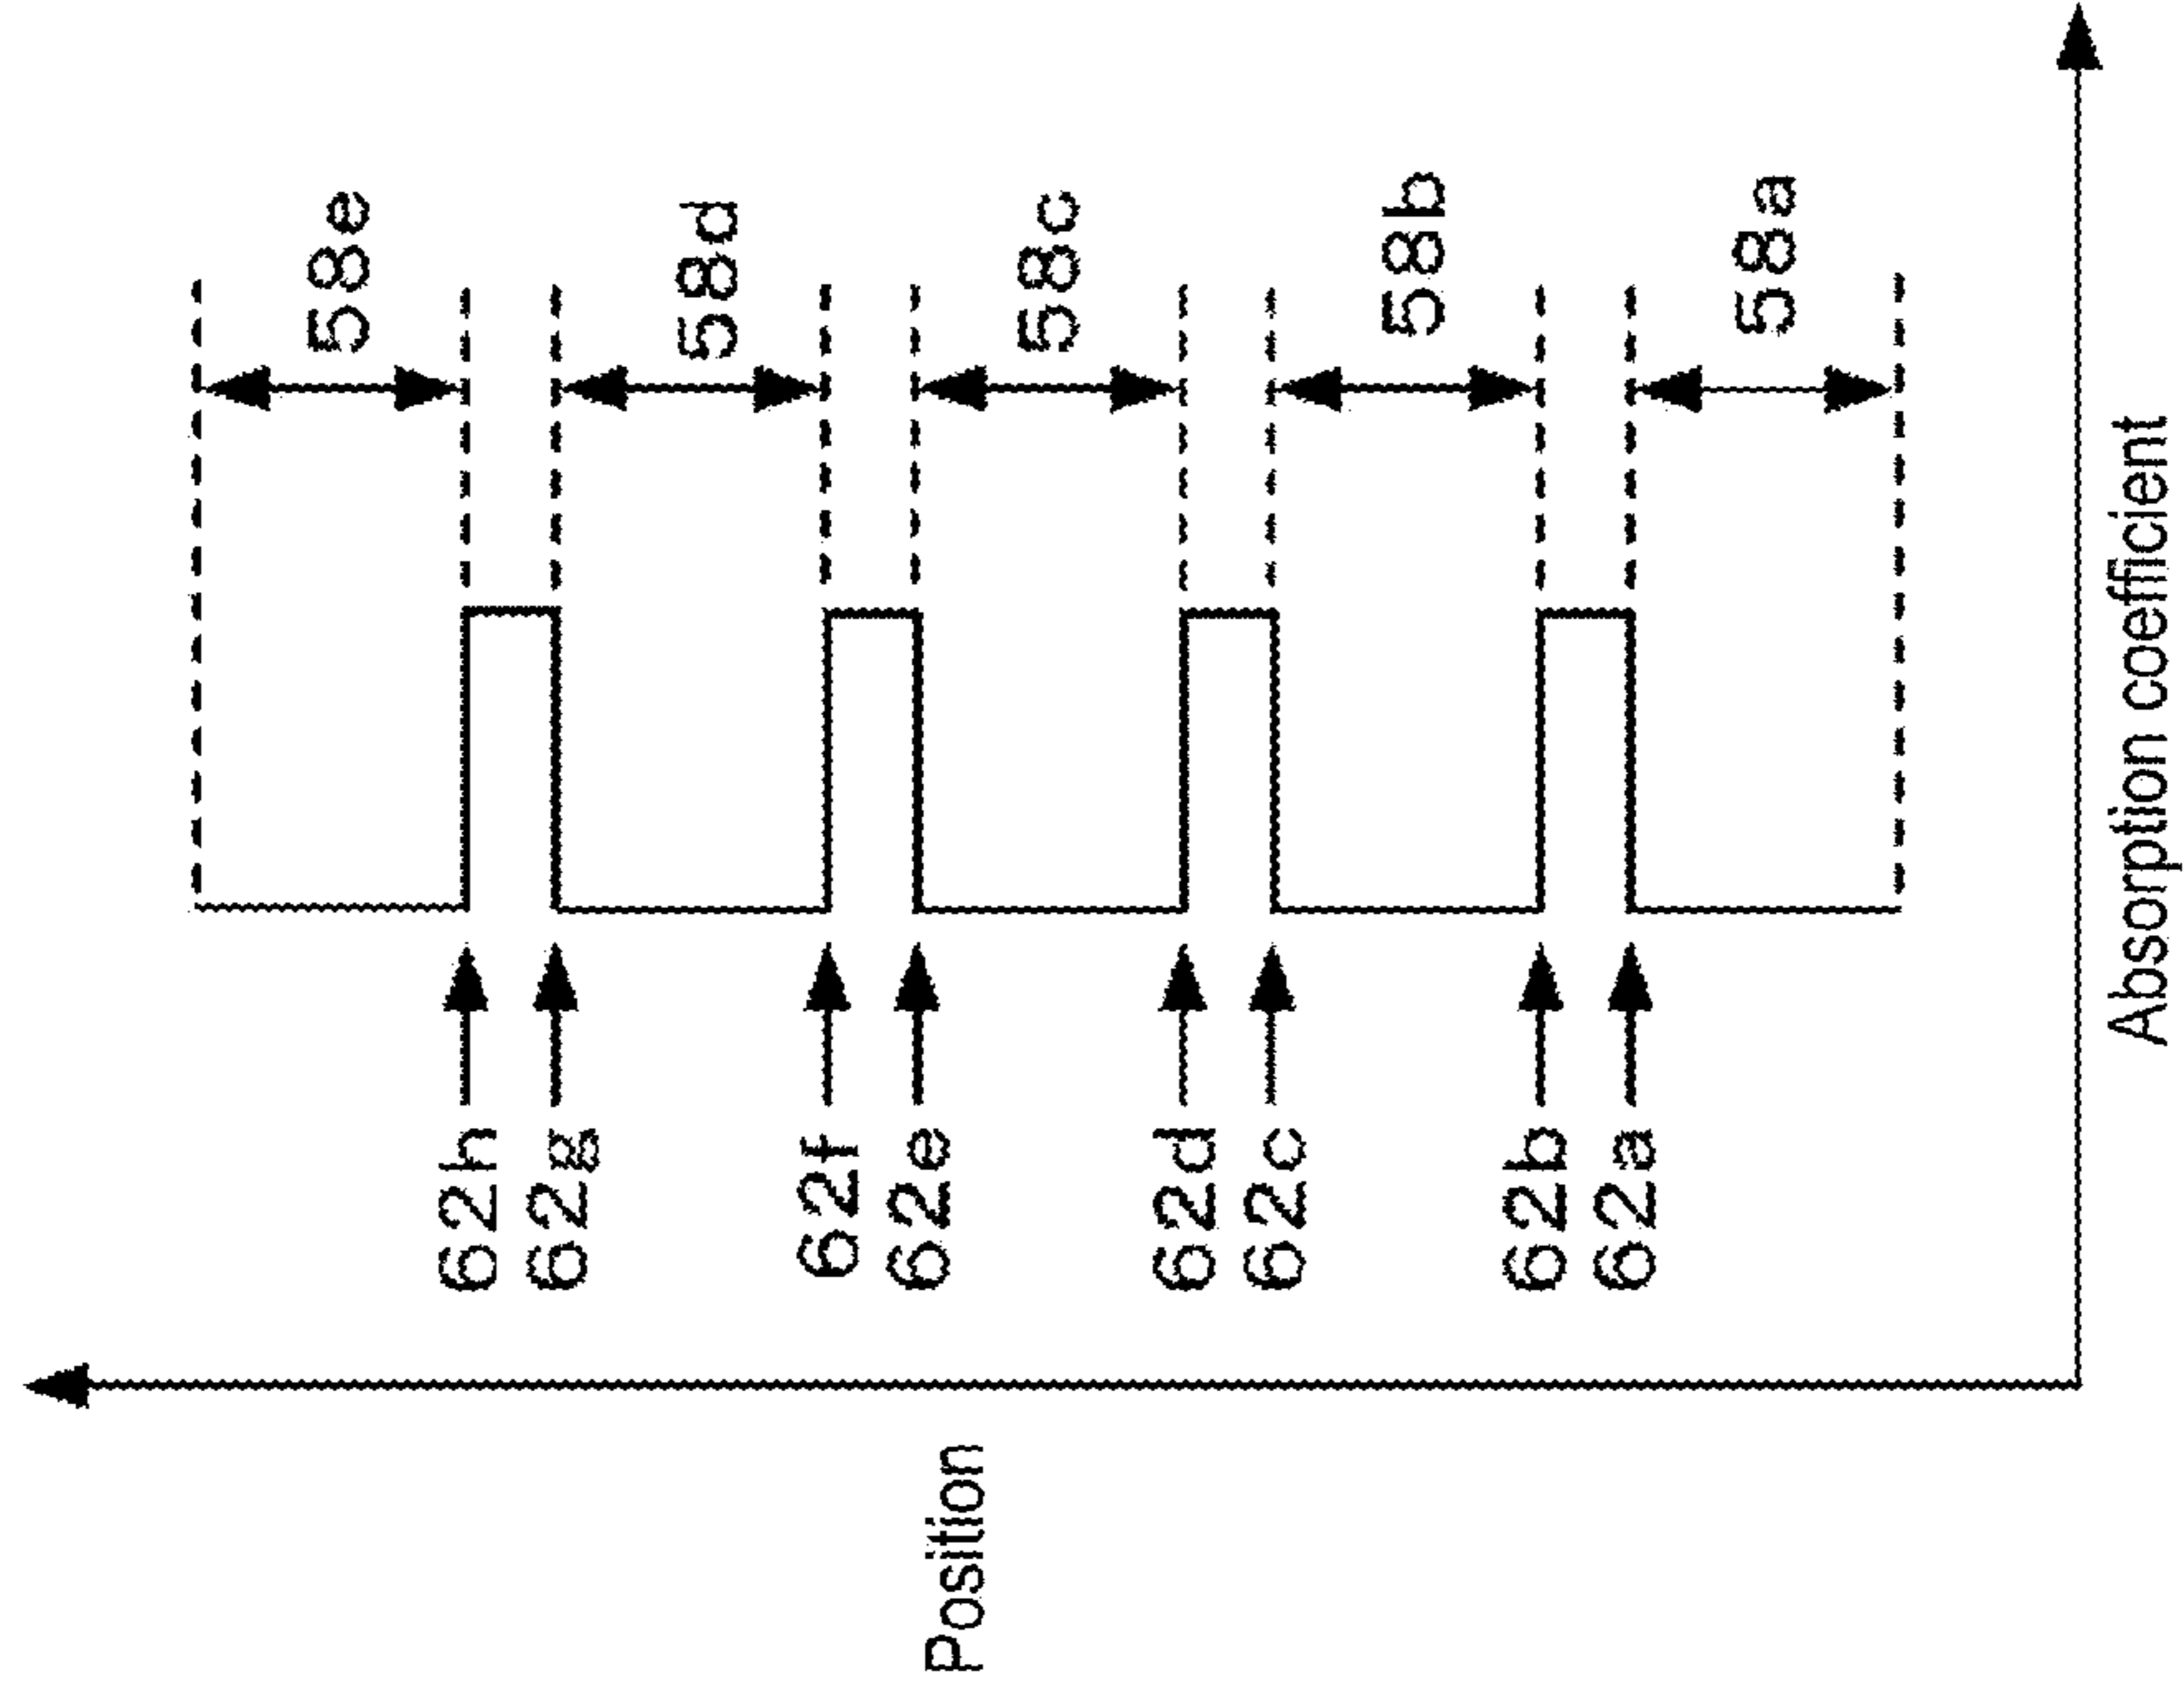 58e
58d
58c
58b
58a
62h
62g
62f
62e
62d
62c
62b
62a
Position
Absorption coefficient